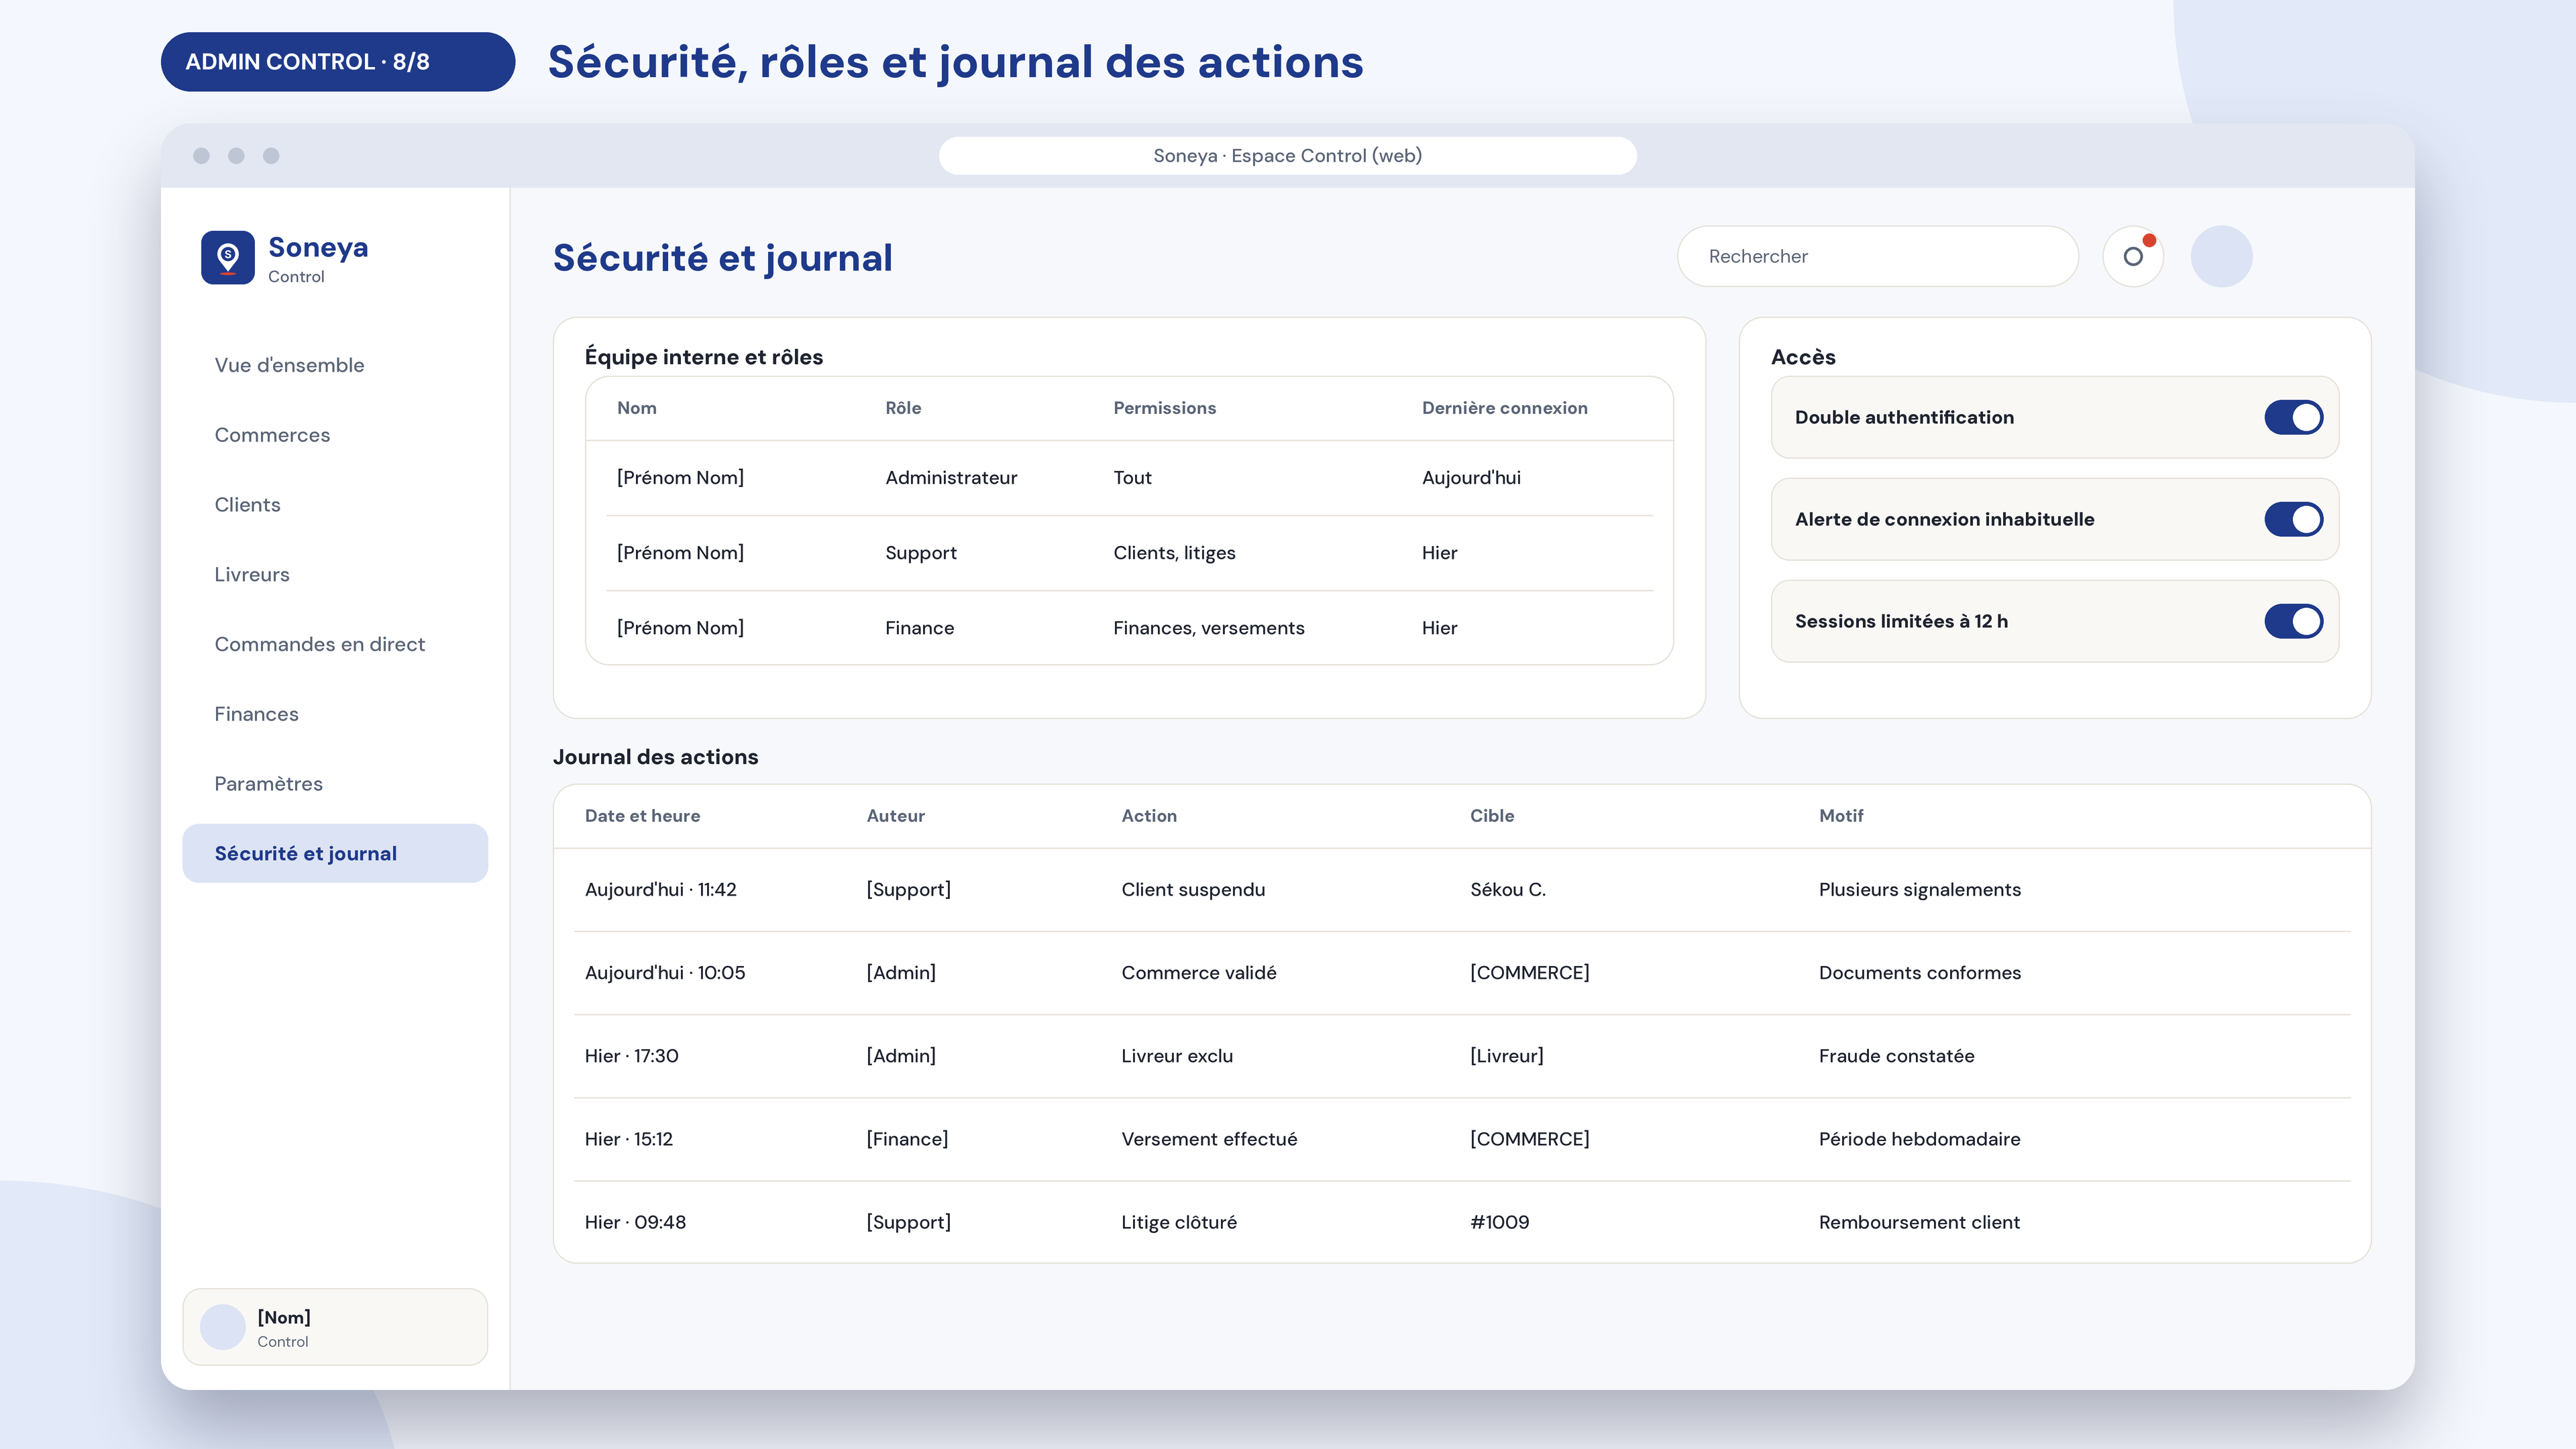 ADMIN CONTROL · 8/8
Sécurité, rôles et journal des actions
Soneya · Espace Control (web)
S
Soneya
Control
Vue d'ensemble
Commerces
Clients
Livreurs
Commandes en direct
Finances
Paramètres
Sécurité et journal
[Nom]
Control
Sécurité et journal
Rechercher
Équipe interne et rôles
Nom Rôle Permissions Dernière connexion
[Prénom Nom] Administrateur Tout Aujourd'hui
[Prénom Nom] Support Clients, litiges Hier
[Prénom Nom] Finance Finances, versements Hier
Accès
Double authentification
Alerte de connexion inhabituelle
Sessions limitées à 12 h
Journal des actions
Date et heure Auteur Action Cible Motif
Aujourd'hui · 11:42 [Support] Client suspendu Sékou C. Plusieurs signalements
Aujourd'hui · 10:05 [Admin] Commerce validé [COMMERCE] Documents conformes
Hier · 17:30 [Admin] Livreur exclu [Livreur] Fraude constatée
Hier · 15:12 [Finance] Versement effectué [COMMERCE] Période hebdomadaire
Hier · 09:48 [Support] Litige clôturé #1009 Remboursement client